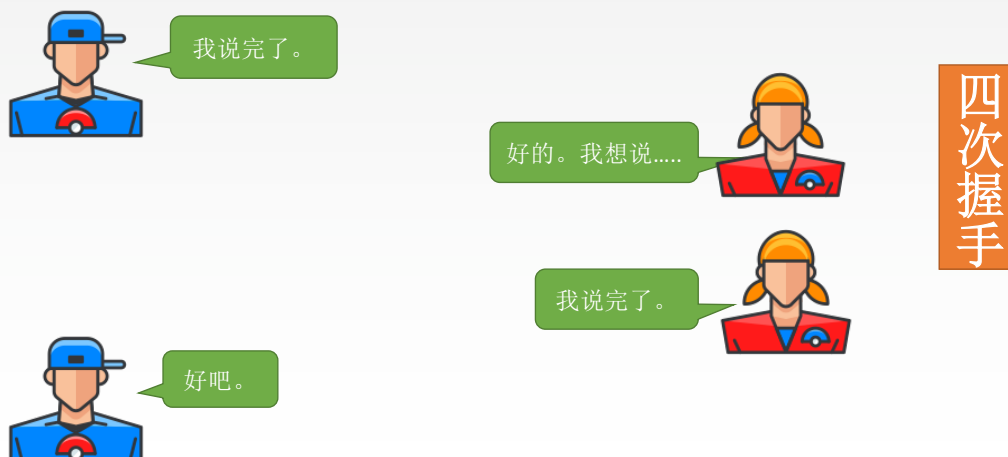 我说完了。
好的。我想说.....
我说完了。
好吧。
四次握手